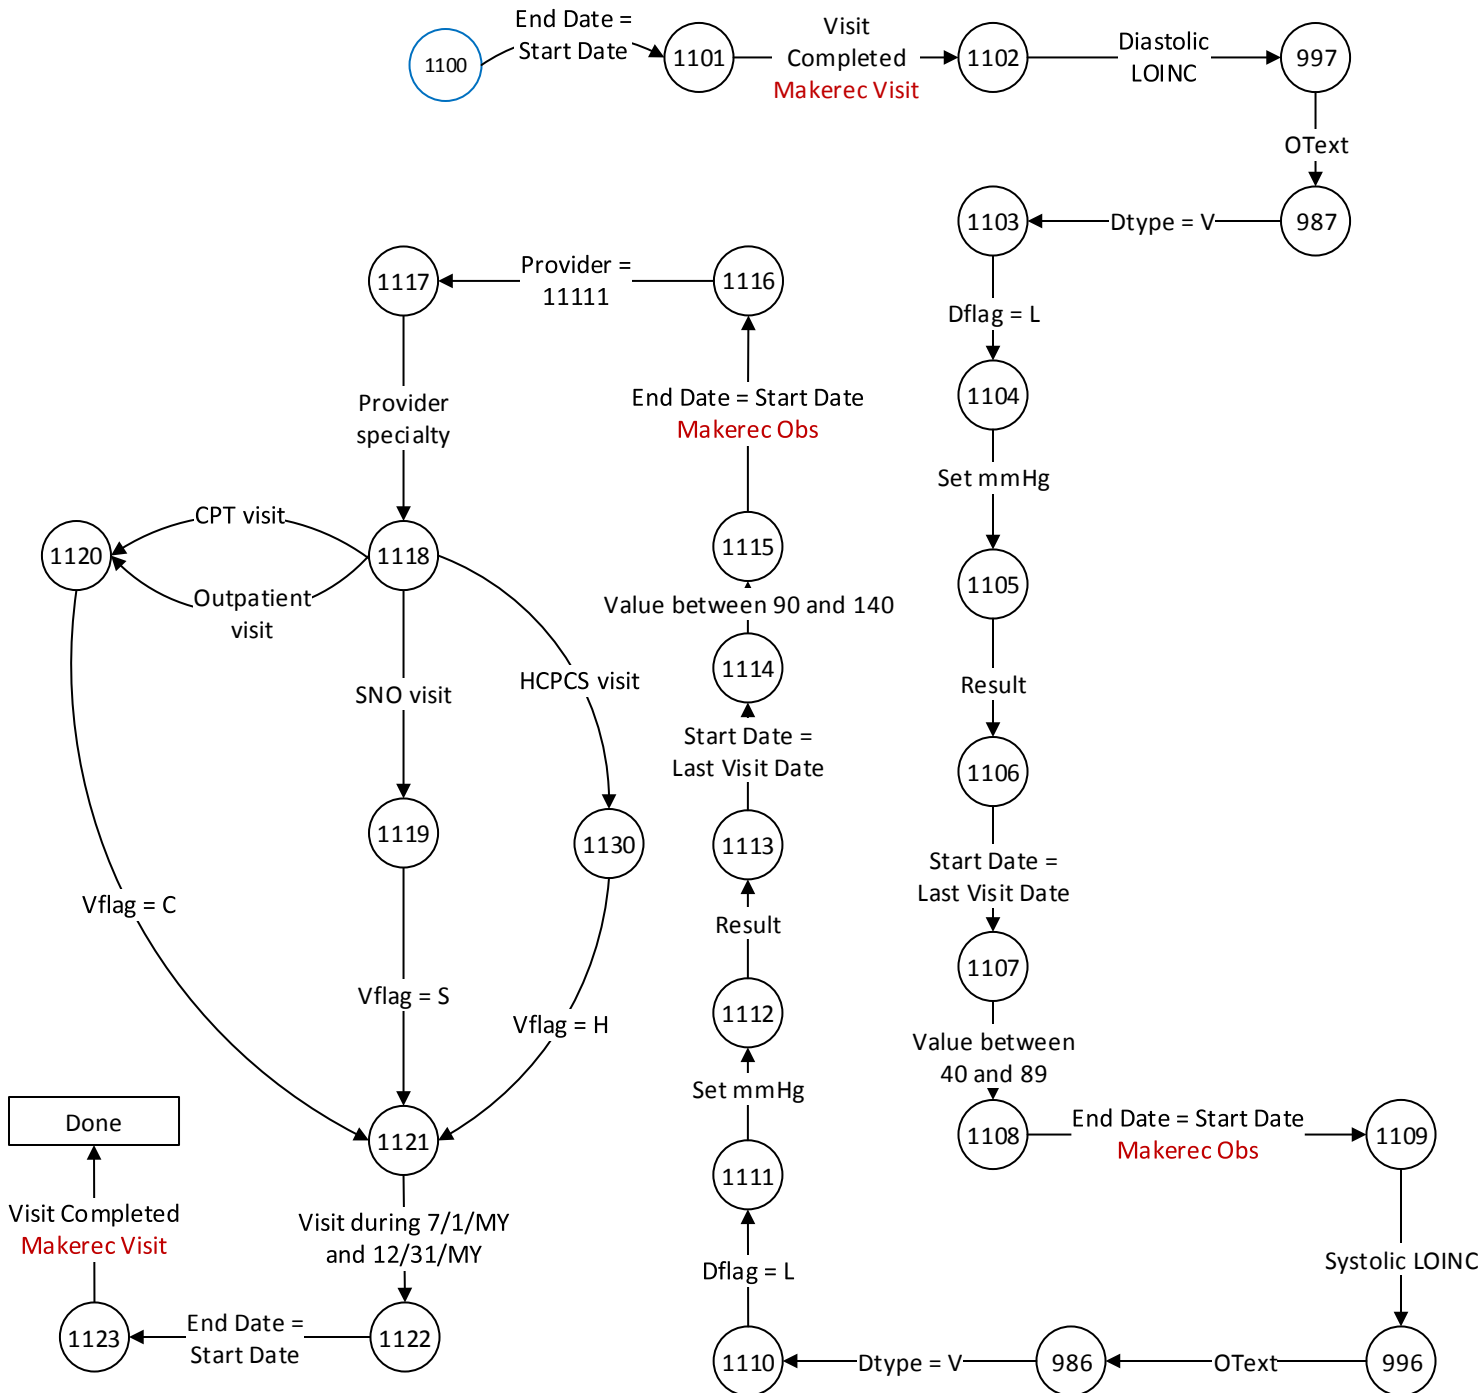 1100
End Date =
Start Date
1101
Visit
Completed
Makerec Visit
1102
Diastolic
LOINC
997
OText
987
Dtype = V
1103
Dflag = L
1104
Set mmHg
1105
Result
1106
Start Date =
Last Visit Date
1107
Value between
40 and 89
1108
End Date = Start Date
Makerec Obs
1109
Systolic LOINC
996
OText
986
Dtype = V
1110
Dflag = L
1111
Set mmHg
1112
Result
1113
Start Date =
Last Visit Date
1114
Value between 90 and 140
1115
End Date = Start Date
Makerec Obs
1116
Provider =
11111
1117
Provider
specialty
1118
CPT visit
Outpatient
visit
1120
SNO visit
1119
HCPCS visit
1130
Vflag = C
Vflag = S
Vflag = H
1121
Visit during 7/1/MY
and 12/31/MY
1122
End Date =
Start Date
1123
Visit Completed
Makerec Visit
Done